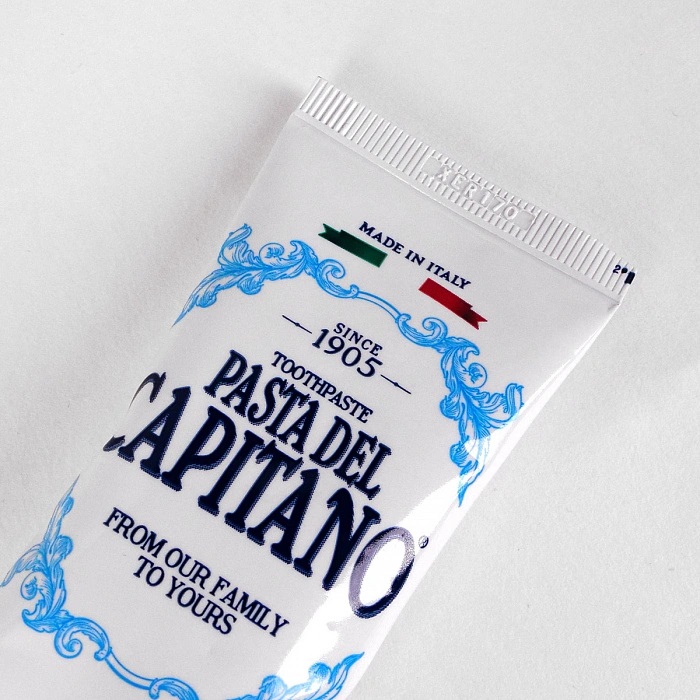 XER170
MADE IN ITALY
SINCE
1905
TOOTHPASTE
PASTA DEL
CAPITANO®
FROM OUR FAMILY
TO YOURS